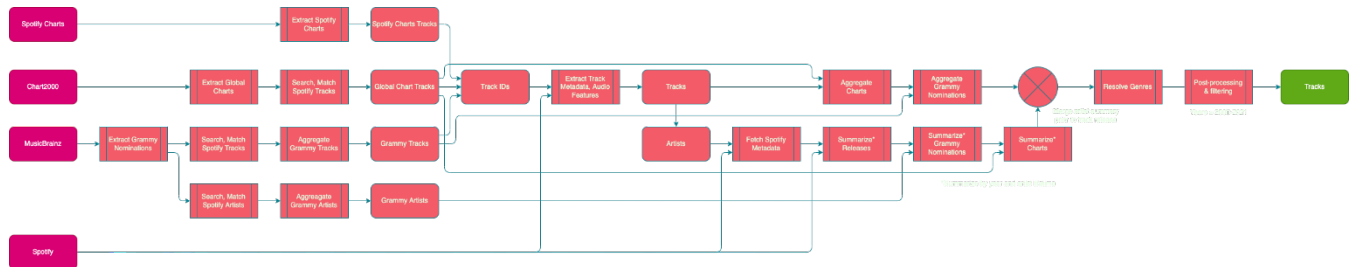 Spotify Charts
Extract Spotify
Charts
Spotify Charts Tracks
Chart2000
Extract Global
Charts
Search, Match
Spotify Tracks
Global Chart Tracks
Track IDs
Extract Track
Metadata, Audio
Features
Tracks
Aggregate
Charts
Aggregate
Grammy
Nominations
Resolve Genres
Post-processing
& filtering
Tracks
MusicBrainz
Extract Grammy
Nominations
Search, Match
Spotify Tracks
Aggregate
Grammy Tracks
Grammy Tracks
Artists
Fetch Spotify
Metadata
Summarize*
Releases
Summarize*
Grammy
Nominations
Summarize*
Charts
Search, Match
Spotify Artists
Aggreagate
Grammy Artists
Grammy Artists
Spotify